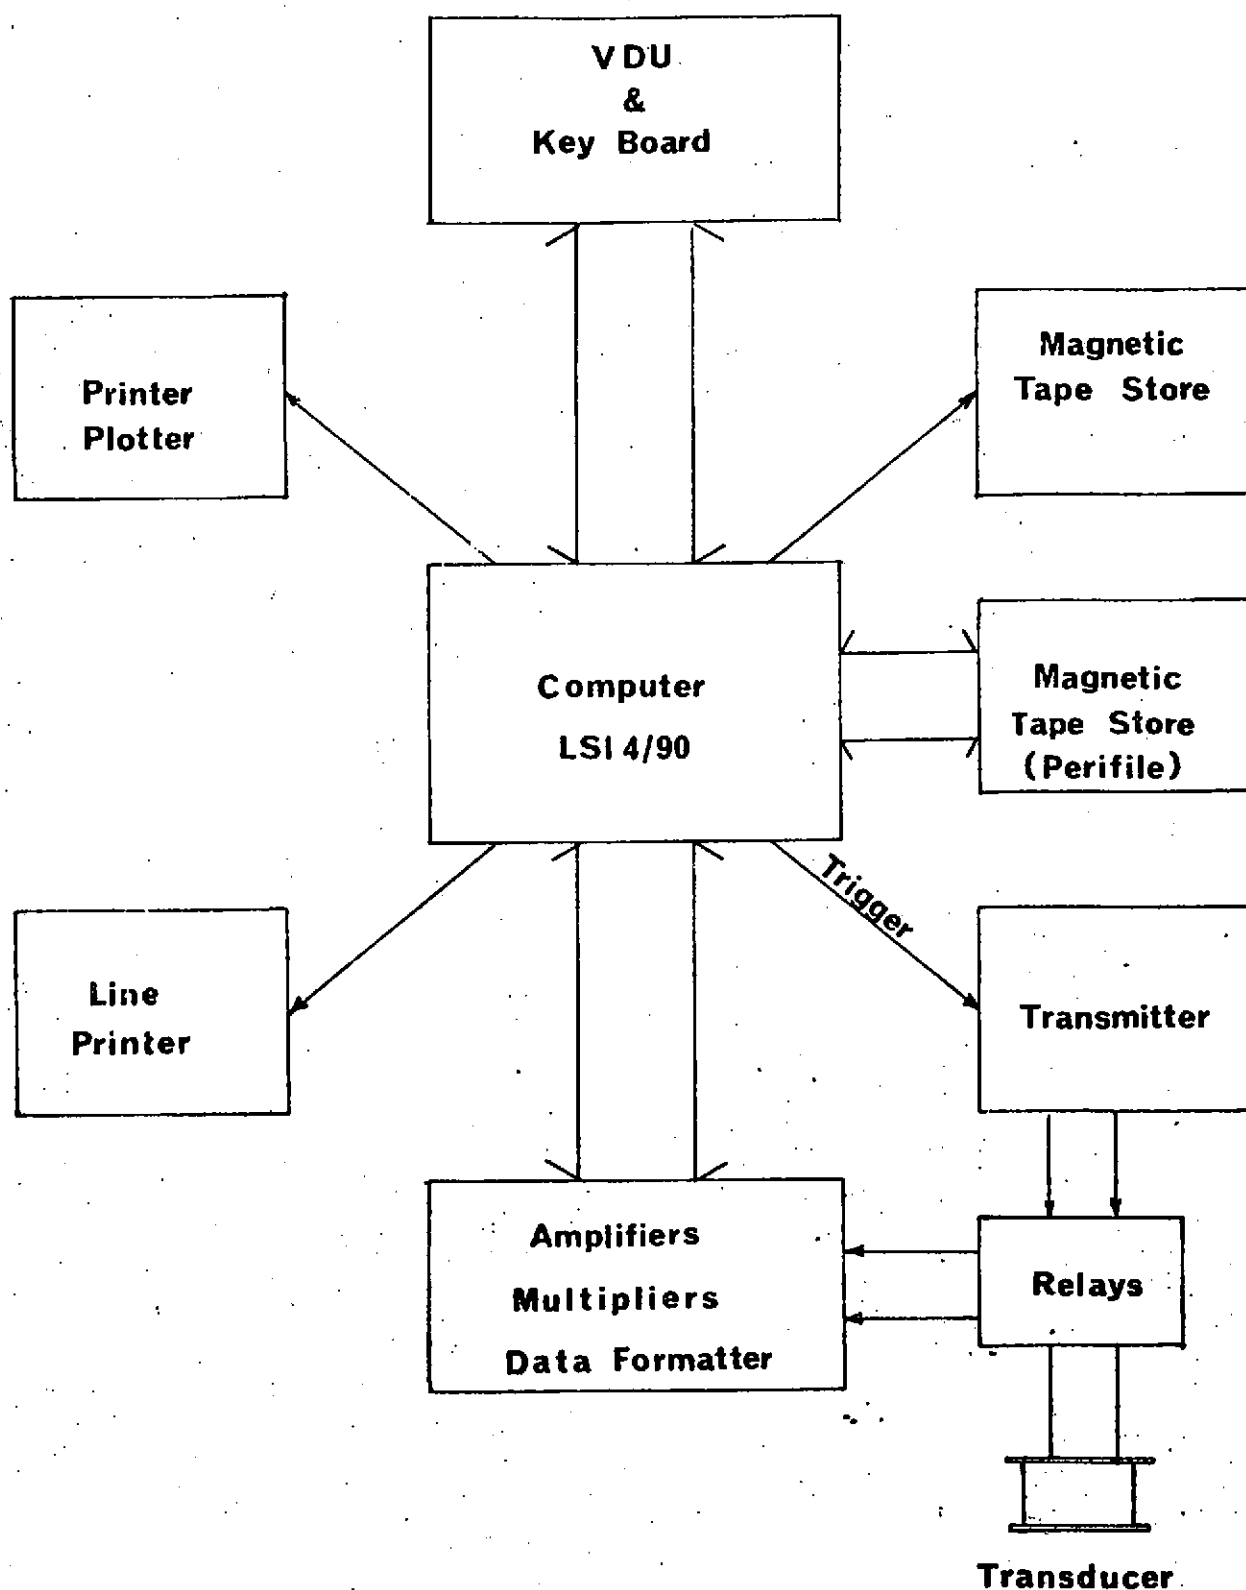 VDU
&
Key Board
Printer
Plotter
Magnetic
Tape Store
Computer
LSI 4/90
Magnetic
Tape Store
(Perifile)
Trigger
Line
Printer
Transmitter
Amplifiers
Multipliers
Data Formatter
Relays
Transducer